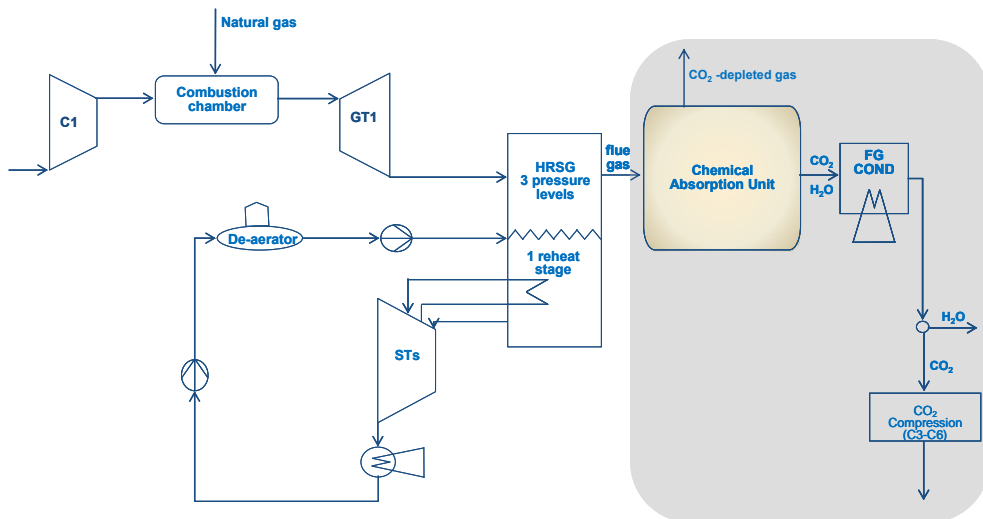 Natural gas
C1
Combustion
chamber
GT1
HRSG
3 pressure
levels
flue
gas
CO₂ -depleted gas
Chemical
Absorption Unit
CO₂
H₂O
FG
COND
De-aerator
1 reheat
stage
STs
H₂O
CO₂
CO₂
Compression
(C3-C6)